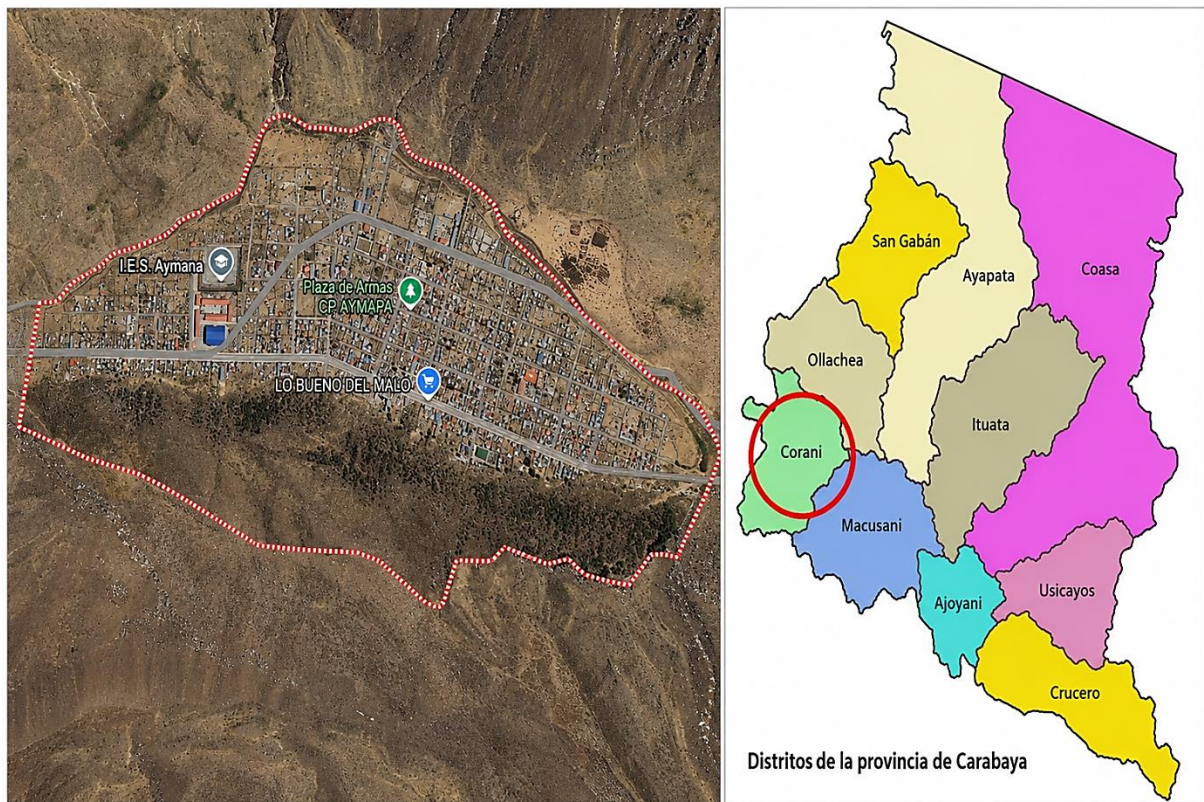 I.E.S. Aymana
Plaza de Armas
CP AYMAPA
LO BUENO DEL MALO
San Gabán
Ayapata
Coasa
Ollachea
Ituata
Corani
Macusani
Ajoyani
Usicayos
Crucero
Distritos de la provincia de Carabaya